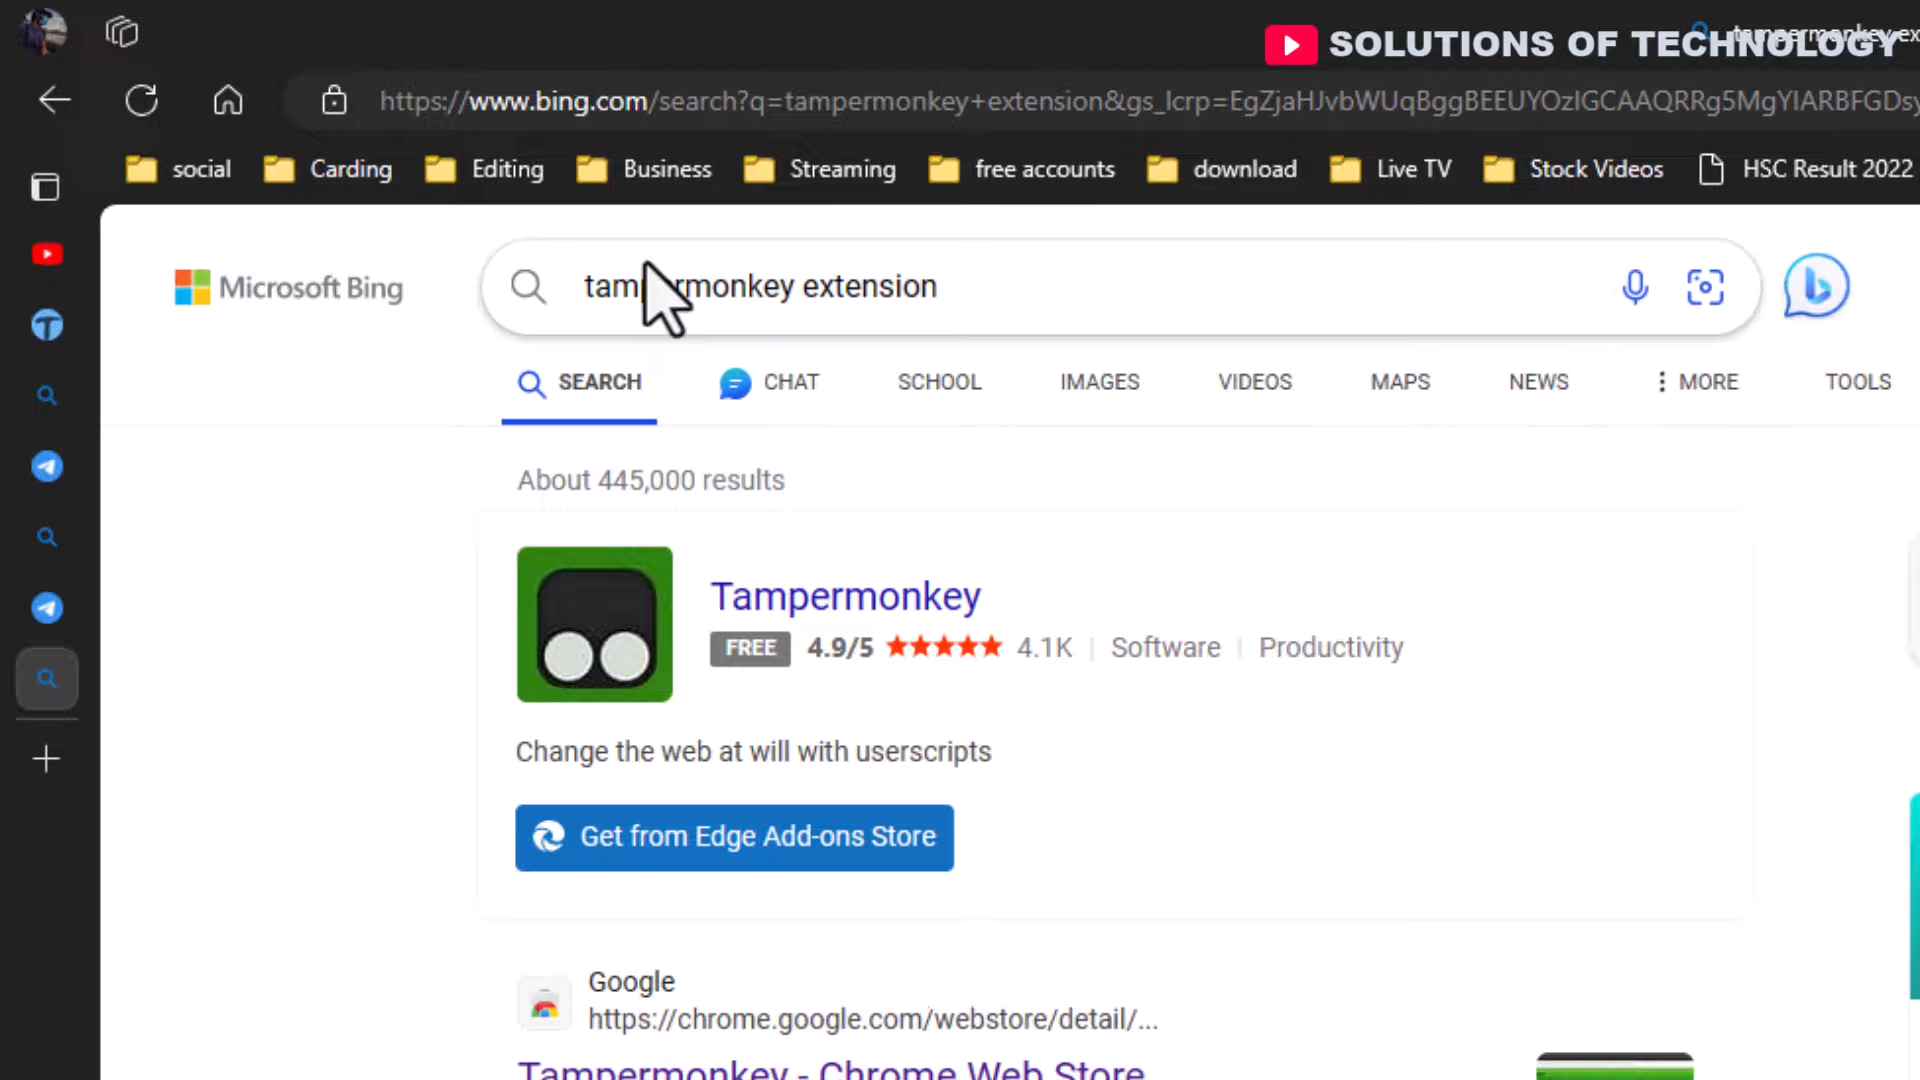 SOLUTIONS OF TECHNOLOGY
https://www.bing.com/search?q=tampermonkey+extension&gs_lcrp=EgZjaHJvbWUqBggBEEUYOzIGCAAQRRg5MgYIARBFGDsy
social Carding Editing Business Streaming free accounts download Live TV Stock Videos HSC Result 2022
Microsoft Bing
tampermonkey extension
SEARCH CHAT SCHOOL IMAGES VIDEOS MAPS NEWS MORE TOOLS
About 445,000 results
Tampermonkey
FREE 4.9/5 4.1K | Software | Productivity
Change the web at will with userscripts
Get from Edge Add-ons Store
Google
https://chrome.google.com/webstore/detail/...
Tampermonkey - Chrome Web Store